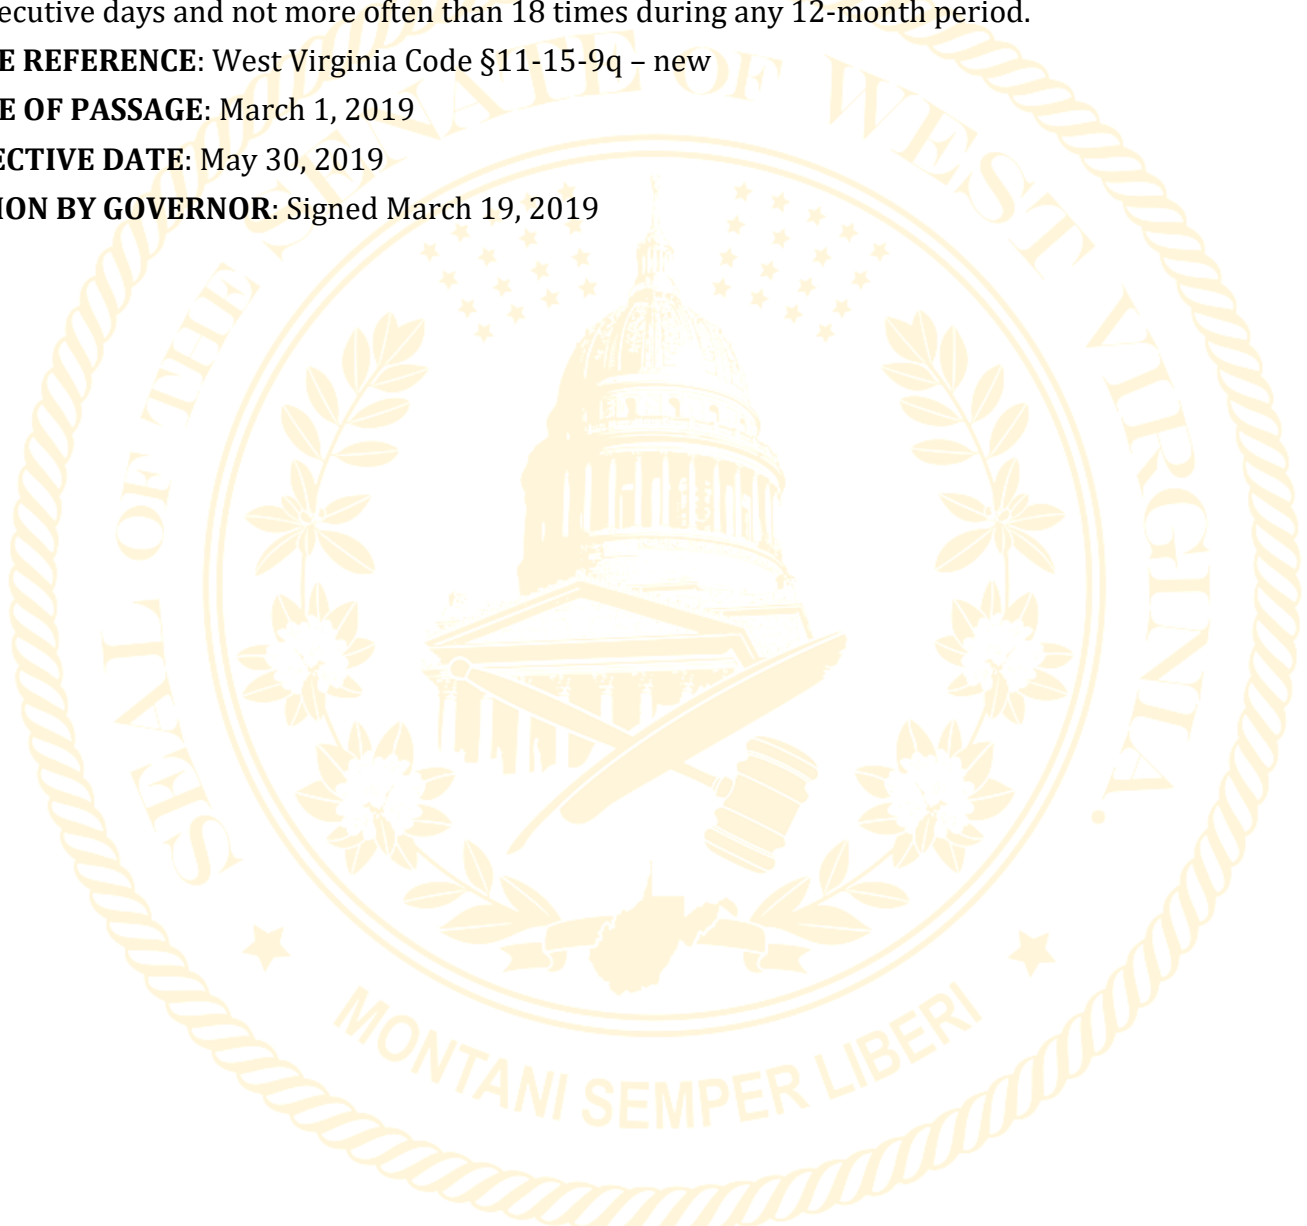 ecutive days and not more often than 18 times during any 12-month period.
E REFERENCE: West Virginia Code §11-15-9q – new
E OF PASSAGE: March 1, 2019
ECTIVE DATE: May 30, 2019
ION BY GOVERNOR: Signed March 19, 2019
SEAL OF THE SENATE OF WEST VIRGINIA
MONTANI SEMPER LIBERI